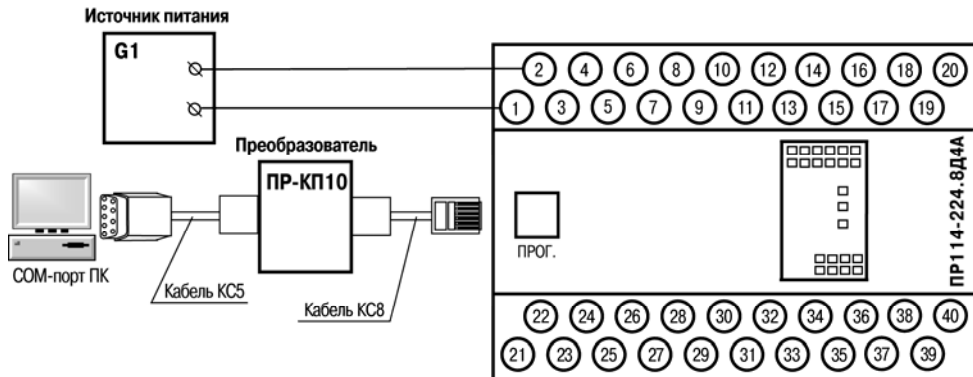 Источник питания
G1
2 4 6 8 10 12 14 16 18 20
1 3 5 7 9 11 13 15 17 19
Преобразователь
ПР-КП10
ПРОГ.
ПР114-224.8Д4А
COM-порт ПК
Кабель КС5
Кабель КС8
22 24 26 28 30 32 34 36 38 40
21 23 25 27 29 31 33 35 37 39